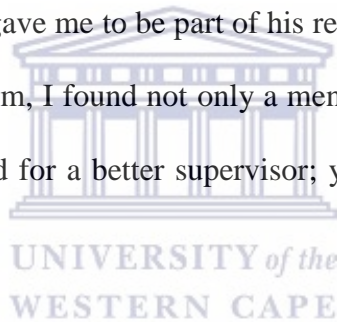 gave me to be part of his re
m, I found not only a men
d for a better supervisor; y
UNIVERSITY of the
WESTERN CAPE